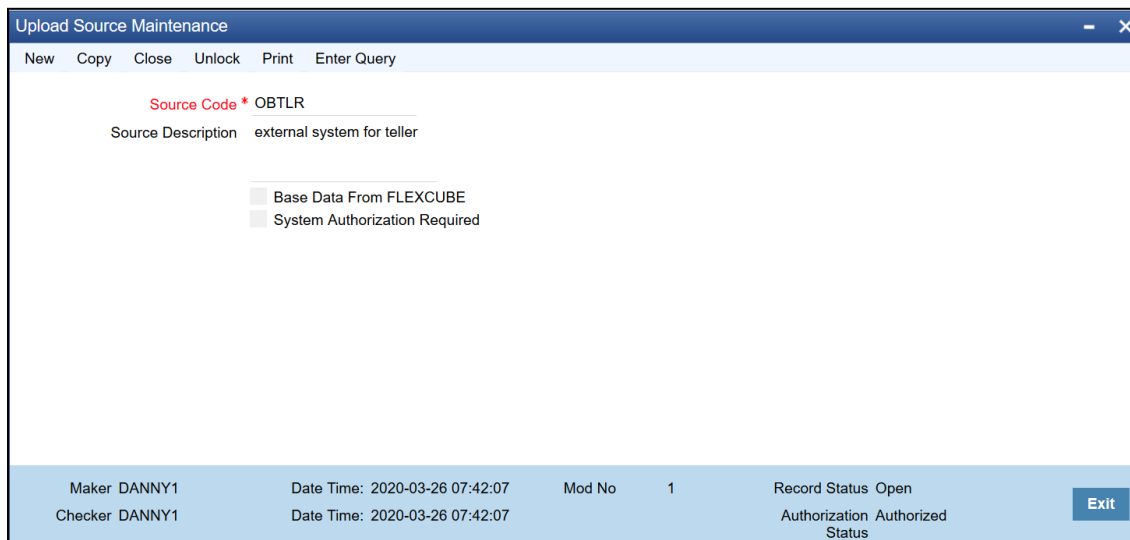 Upload Source Maintenance
New Copy Close Unlock Print Enter Query
Source Code * OBTLR
Source Description external system for teller
Base Data From FLEXCUBE
System Authorization Required
Maker DANNY1 Date Time: 2020-03-26 07:42:07 Mod No 1 Record Status Open
Checker DANNY1 Date Time: 2020-03-26 07:42:07 Authorization Authorized
Status
Exit